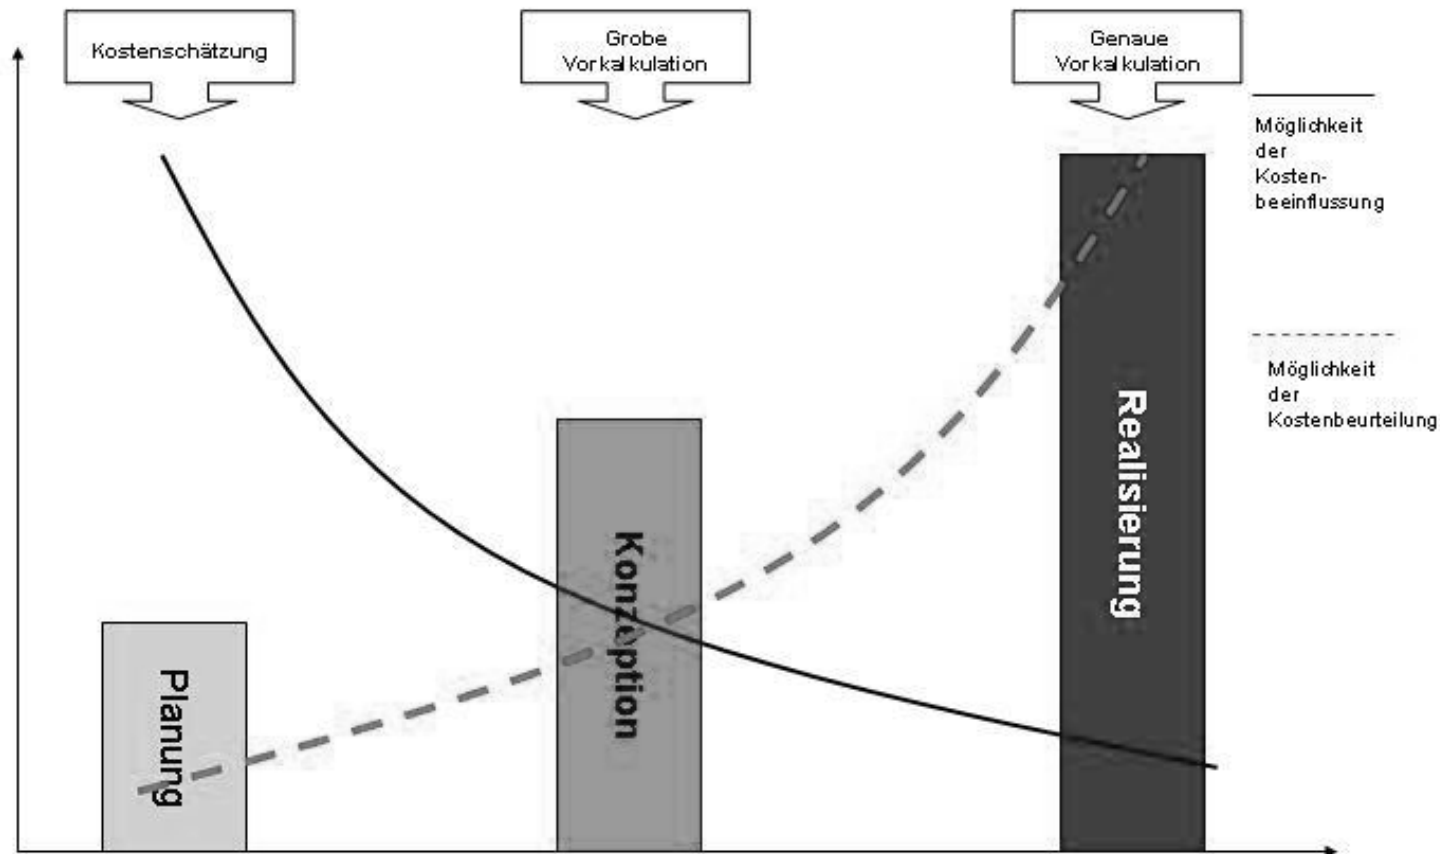 Kostenschätzung
Grobe
Vorkalkulation
Genaue
Vorkalkulation
Möglichkeit
der
Kosten-
beeinflussung
Möglichkeit
der
Kostenbeurteilung
Planung
Konzeption
Realisierung